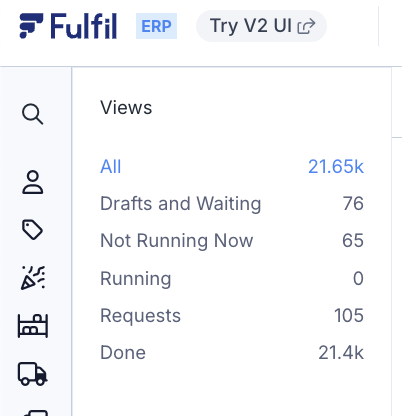 Fulfil ERP Try V2 UI
Views
All 21.65k
Drafts and Waiting 76
Not Running Now 65
Running 0
Requests 105
Done 21.4k